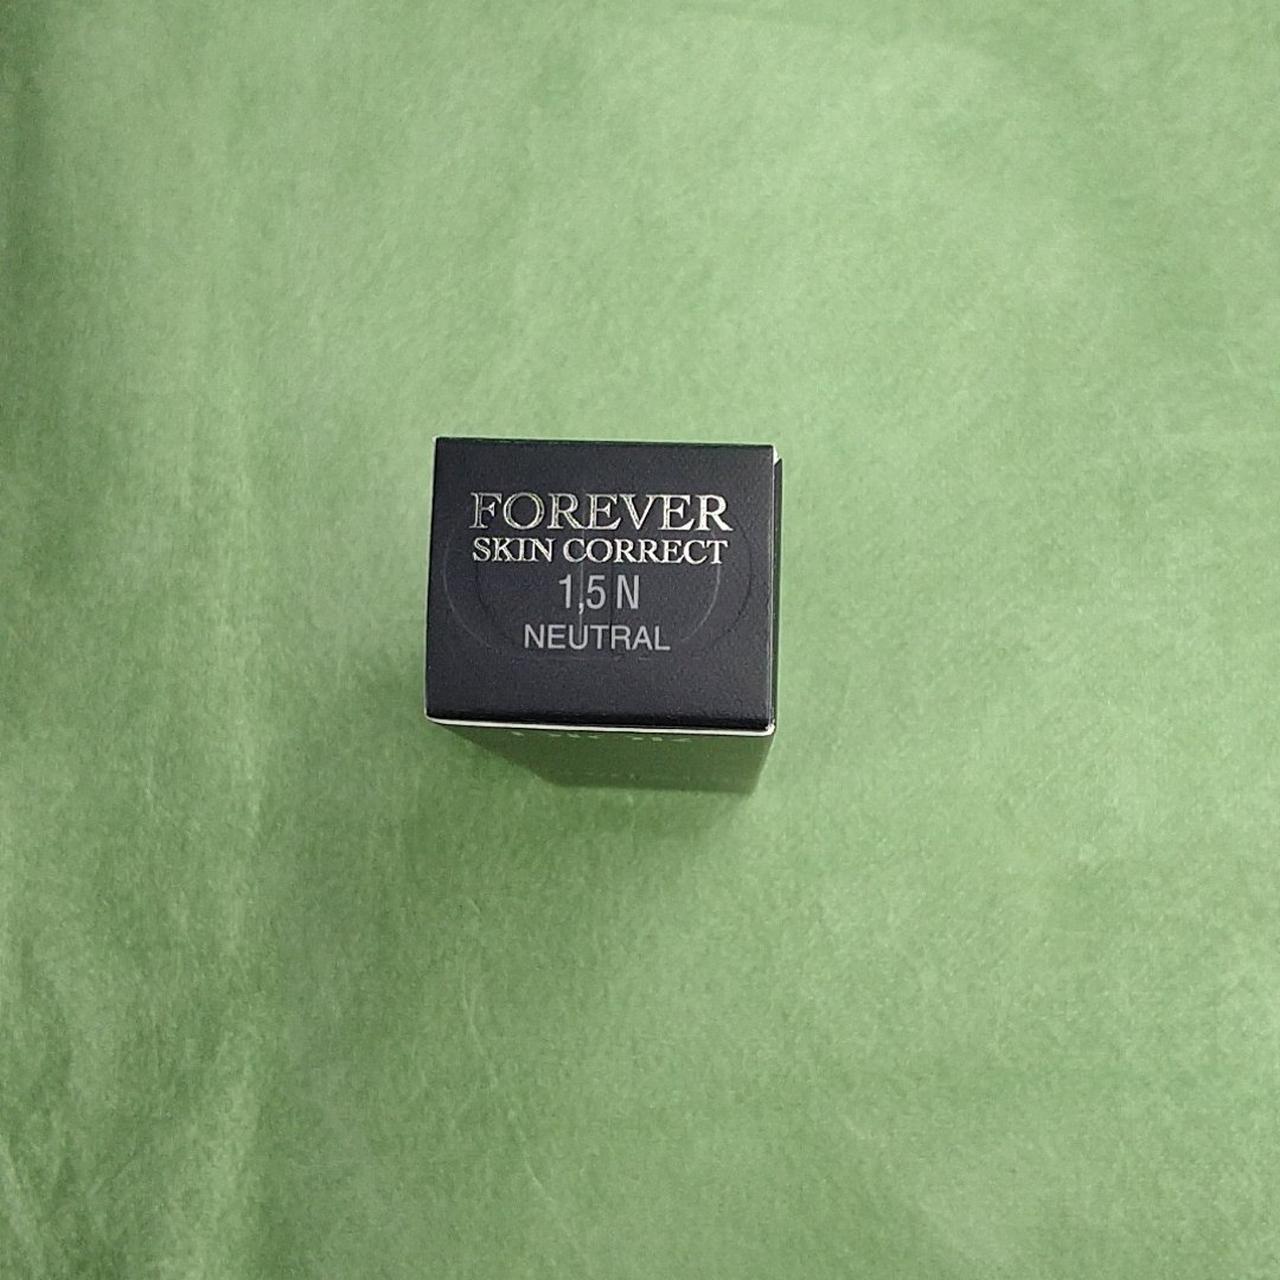 FOREVER
SKIN CORRECT
1,5 N
NEUTRAL